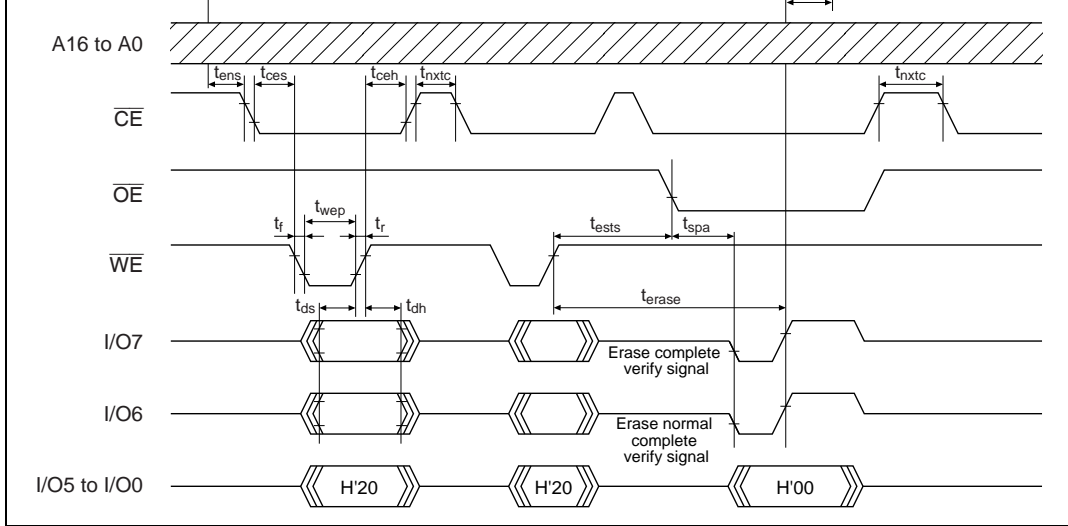 A16 to A0
tens tces tceh tnxtc tnxtc
CE
OE
twep
tf tr tests tspa
WE
tds tdh terase
I/O7
Erase complete
verify signal
I/O6
Erase normal
complete
verify signal
I/O5 to I/O0 H'20 H'20 H'00